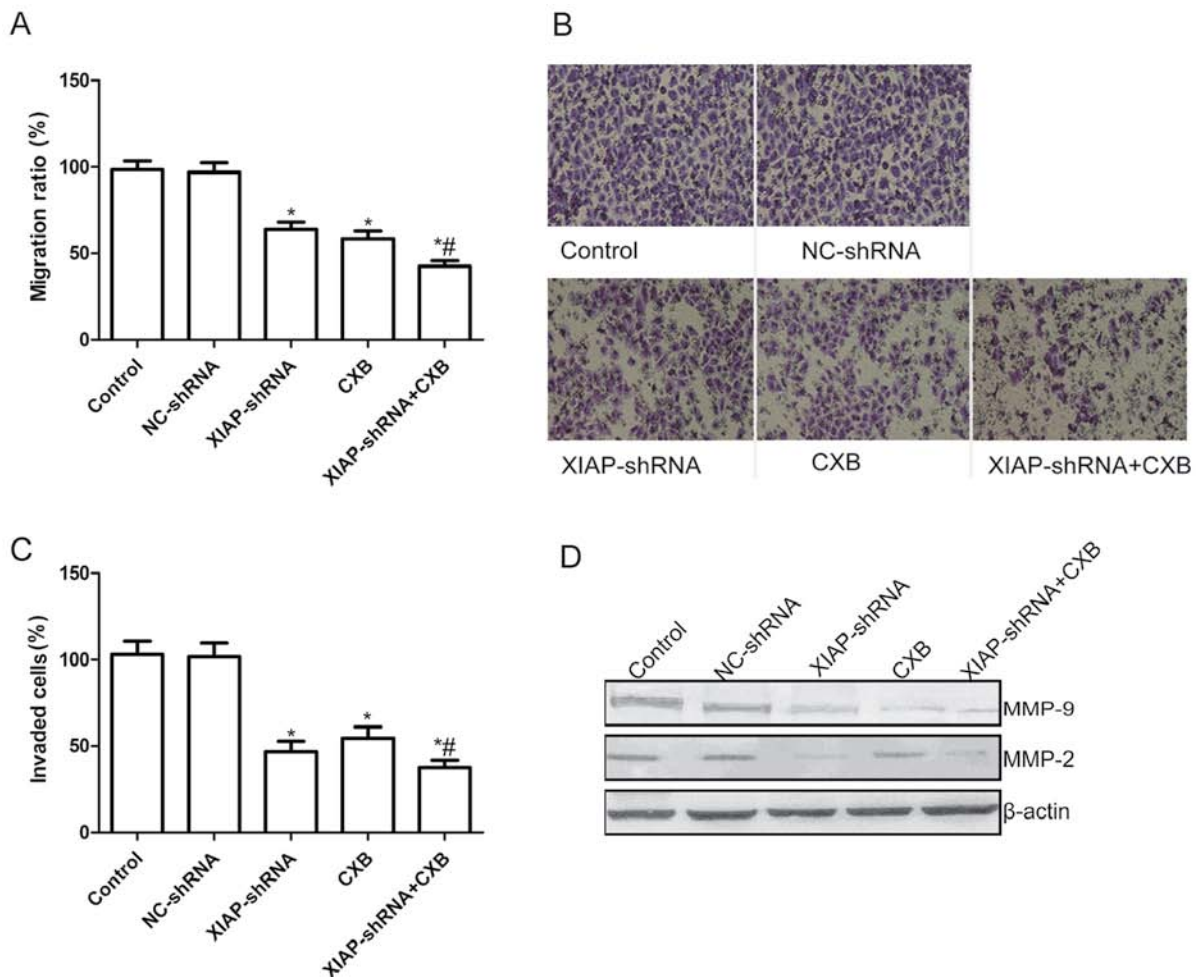 A
Migration ratio (%)
150
100
50
0
*
*
*#
Control
NC-shRNA
XIAP-shRNA
CXB
XIAP-shRNA+CXB
B
Control
NC-shRNA
XIAP-shRNA
CXB
XIAP-shRNA+CXB
C
Invaded cells(%)
150
100
50
0
*
*
*#
Control
NC-shRNA
XIAP-shRNA
CXB
XIAP-shRNA+CXB
D
Control
NC-shRNA
XIAP-shRNA
CXB
XIAP-shRNA+CXB
MMP-9
MMP-2
β-actin